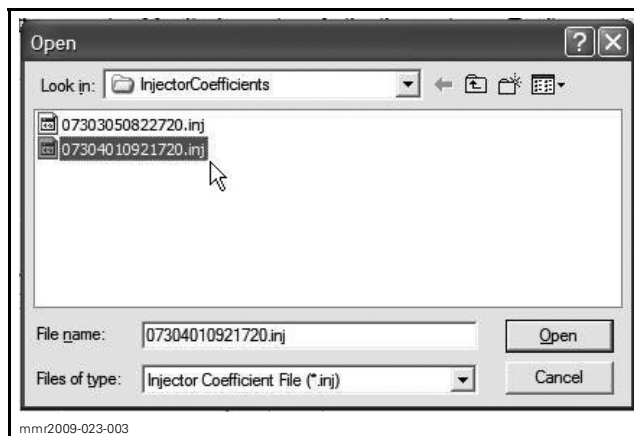 Open
Look in: InjectorCoefficients
07303050822720.inj
07304010921720.inj
File name: 07304010921720.inj Open
Files of type: Injector Coefficient File (*.inj) Cancel
mmr2009-023-003